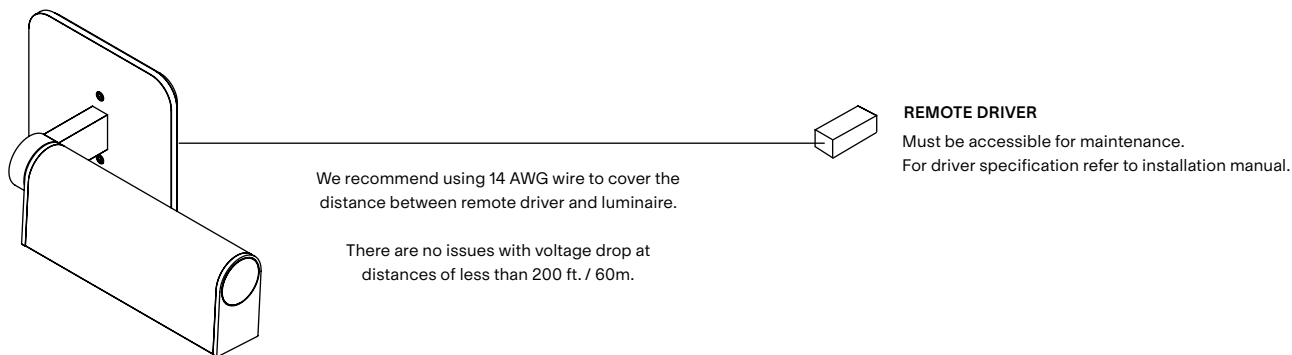 REMOTE DRIVER
Must be accessible for maintenance.
For driver specification refer to installation manual.
We recommend using 14 AWG wire to cover the
distance between remote driver and luminaire.
There are no issues with voltage drop at
distances of less than 200 ft. / 60m.